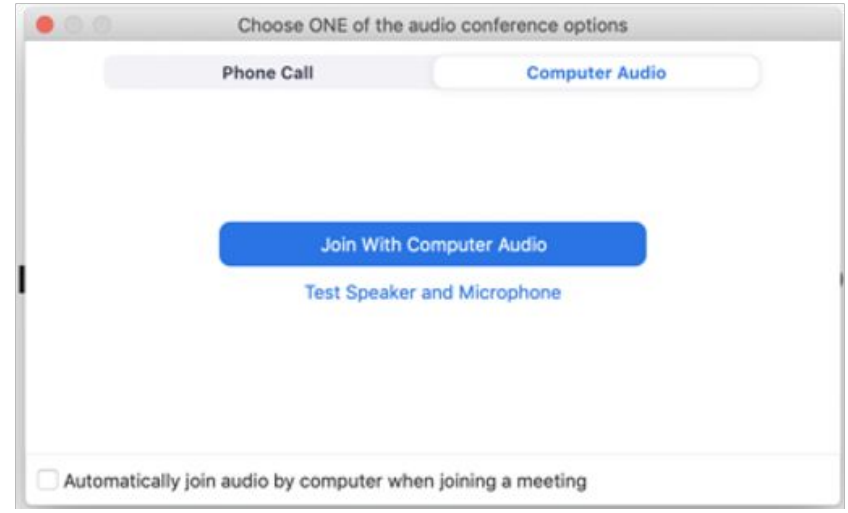 Choose ONE of the audio conference options
Phone Call
Computer Audio
Join With Computer Audio
Test Speaker and Microphone
Automatically join audio by computer when joining a meeting